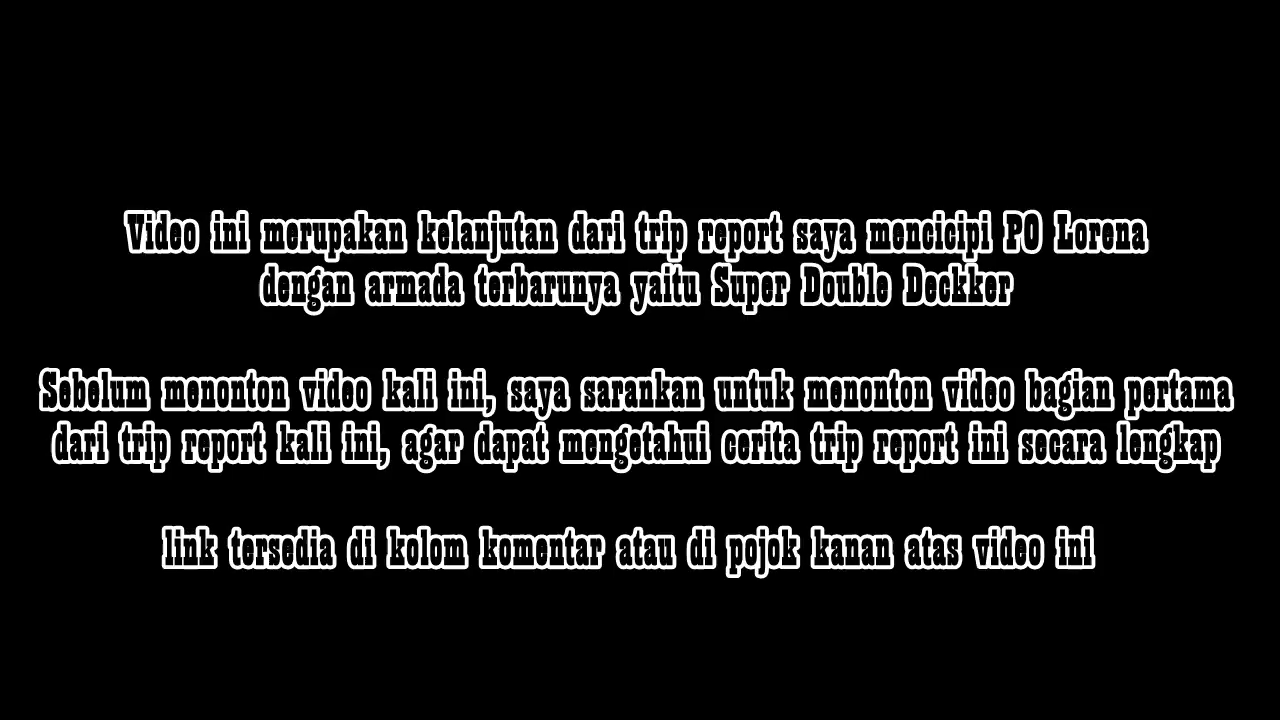 Video ini merupakan kelanjutan dari trip report saya mencicipi PO Lorena
dengan armada terbarunya yaitu Super Double Deckker
Sebelum menonton video kali ini, saya sarankan untuk menonton video bagian pertama
dari trip report kali ini, agar dapat mengetahui cerita trip report ini secara lengkap
link tersedia di kolom komentar atau di pojok kanan atas video ini